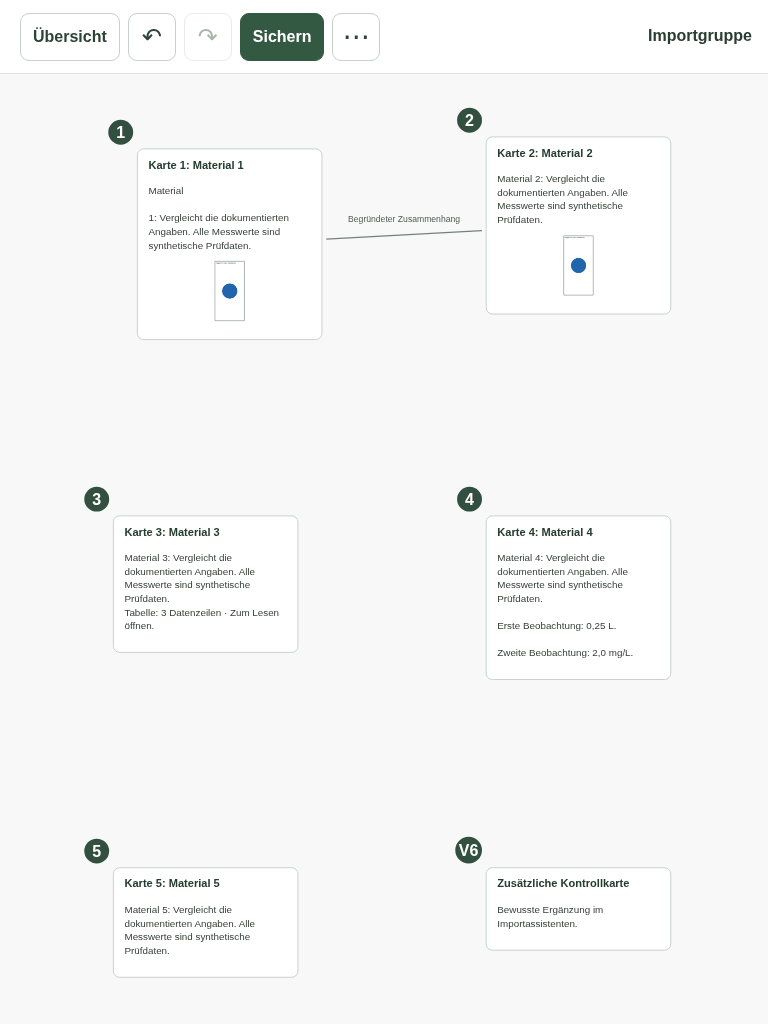 Übersicht
Sichern
Importgruppe
1
Karte 1: Material 1
Material
1: Vergleicht die dokumentierten
Angaben. Alle Messwerte sind
synthetische Prüfdaten.
Begründeter Zusammenhang
2
Karte 2: Material 2
Material 2: Vergleicht die
dokumentierten Angaben. Alle
Messwerte sind synthetische
Prüfdaten.
3
Karte 3: Material 3
Material 3: Vergleicht die
dokumentierten Angaben. Alle
Messwerte sind synthetische
Prüfdaten.
Tabelle: 3 Datenzeilen · Zum Lesen
öffnen.
4
Karte 4: Material 4
Material 4: Vergleicht die
dokumentierten Angaben. Alle
Messwerte sind synthetische
Prüfdaten.
Erste Beobachtung: 0,25 L.
Zweite Beobachtung: 2,0 mg/L.
5
Karte 5: Material 5
Material 5: Vergleicht die
dokumentierten Angaben. Alle
Messwerte sind synthetische
Prüfdaten.
V6
Zusätzliche Kontrollkarte
Bewusste Ergänzung im
Importassistenten.